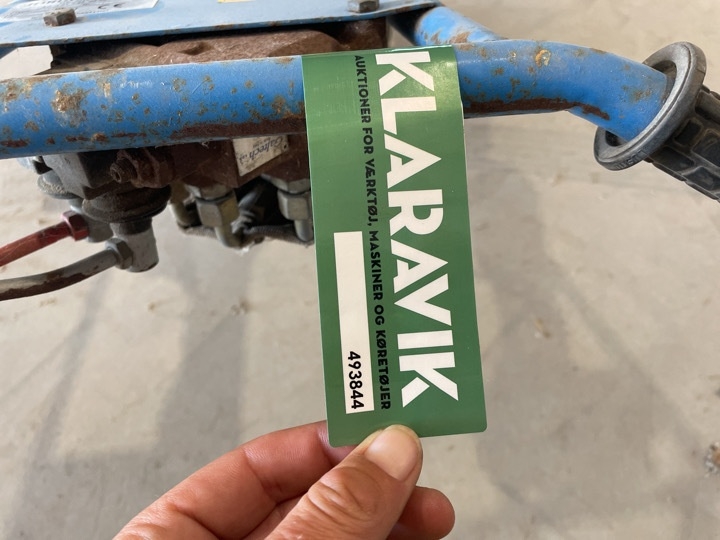 KLARAVIK
AUKTIONER FOR VÆRKTØJ, MASKINER OG KØRETØJER
493844